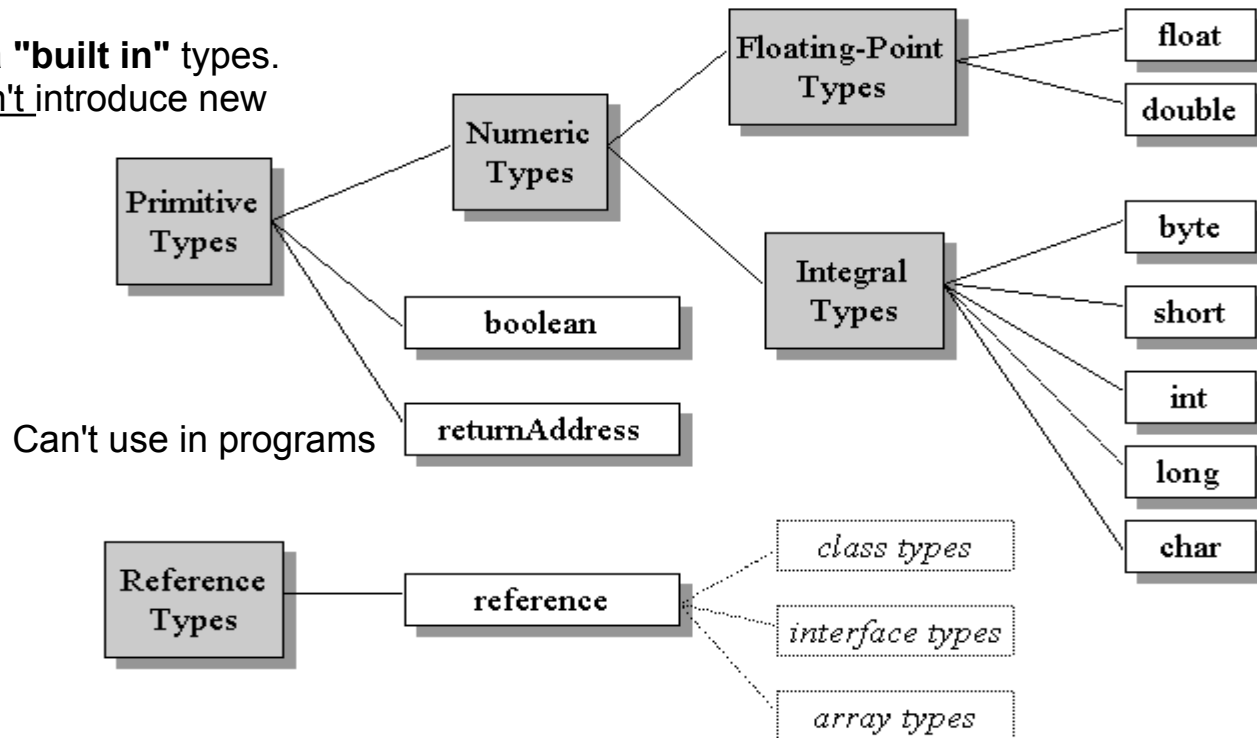 "built in" types.
introduce new
Primitive
Types
Numeric
Types
Floating-Point
Types
float
double
Integral
Types
byte
short
int
long
char
boolean
returnAddress
Can't use in programs
Reference
Types
reference
class types
interface types
array types